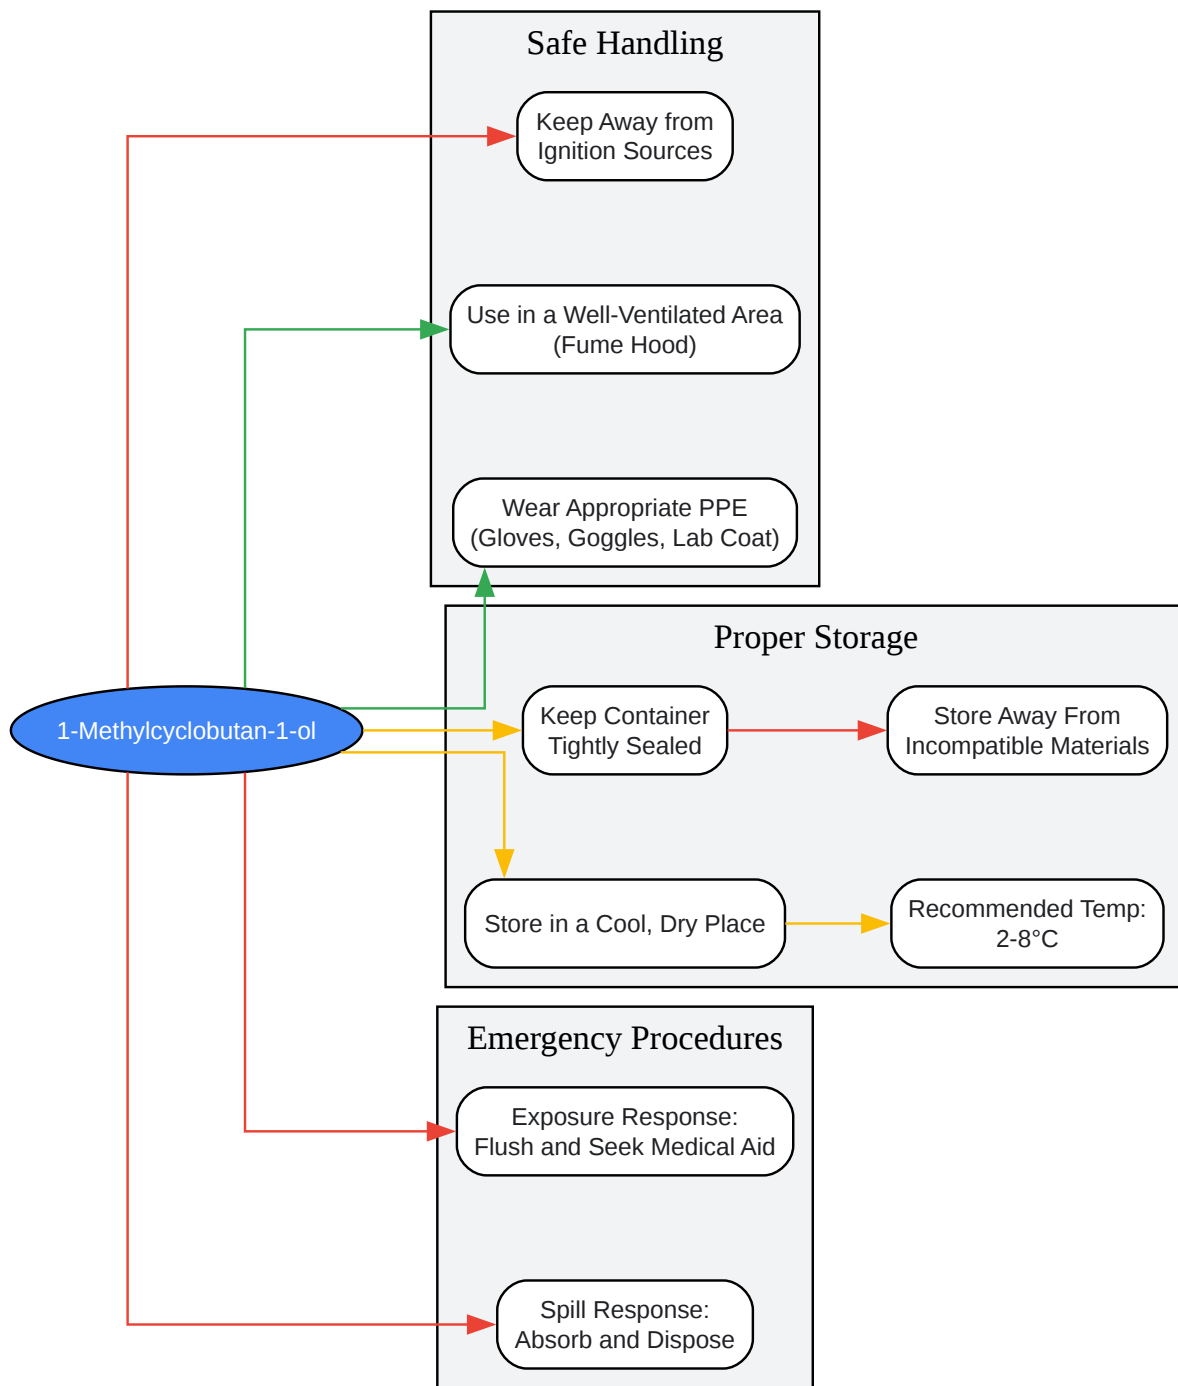 Safe Handling
Keep Away from
Ignition Sources
Use in a Well-Ventilated Area
(Fume Hood)
Wear Appropriate PPE
(Gloves, Goggles, Lab Coat)
Proper Storage
1-Methylcyclobutan-1-ol
Keep Container
Tightly Sealed
Store Away From
Incompatible Materials
Store in a Cool, Dry Place
Recommended Temp:
2-8°C
Emergency Procedures
Exposure Response:
Flush and Seek Medical Aid
Spill Response:
Absorb and Dispose